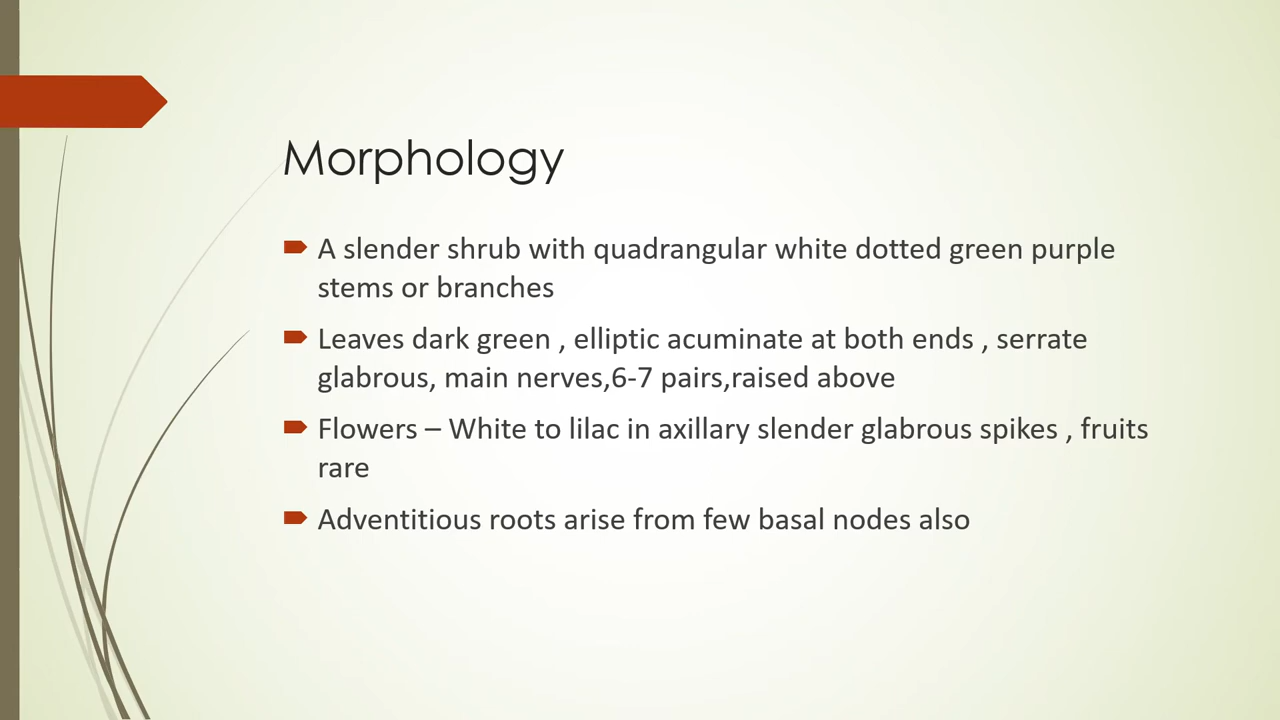 Morphology
A slender shrub with quadrangular white dotted green purple
stems or branches
Leaves dark green , elliptic acuminate at both ends , serrate
glabrous, main nerves,6-7 pairs,raised above
Flowers – White to lilac in axillary slender glabrous spikes , fruits
rare
Adventitious roots arise from few basal nodes also